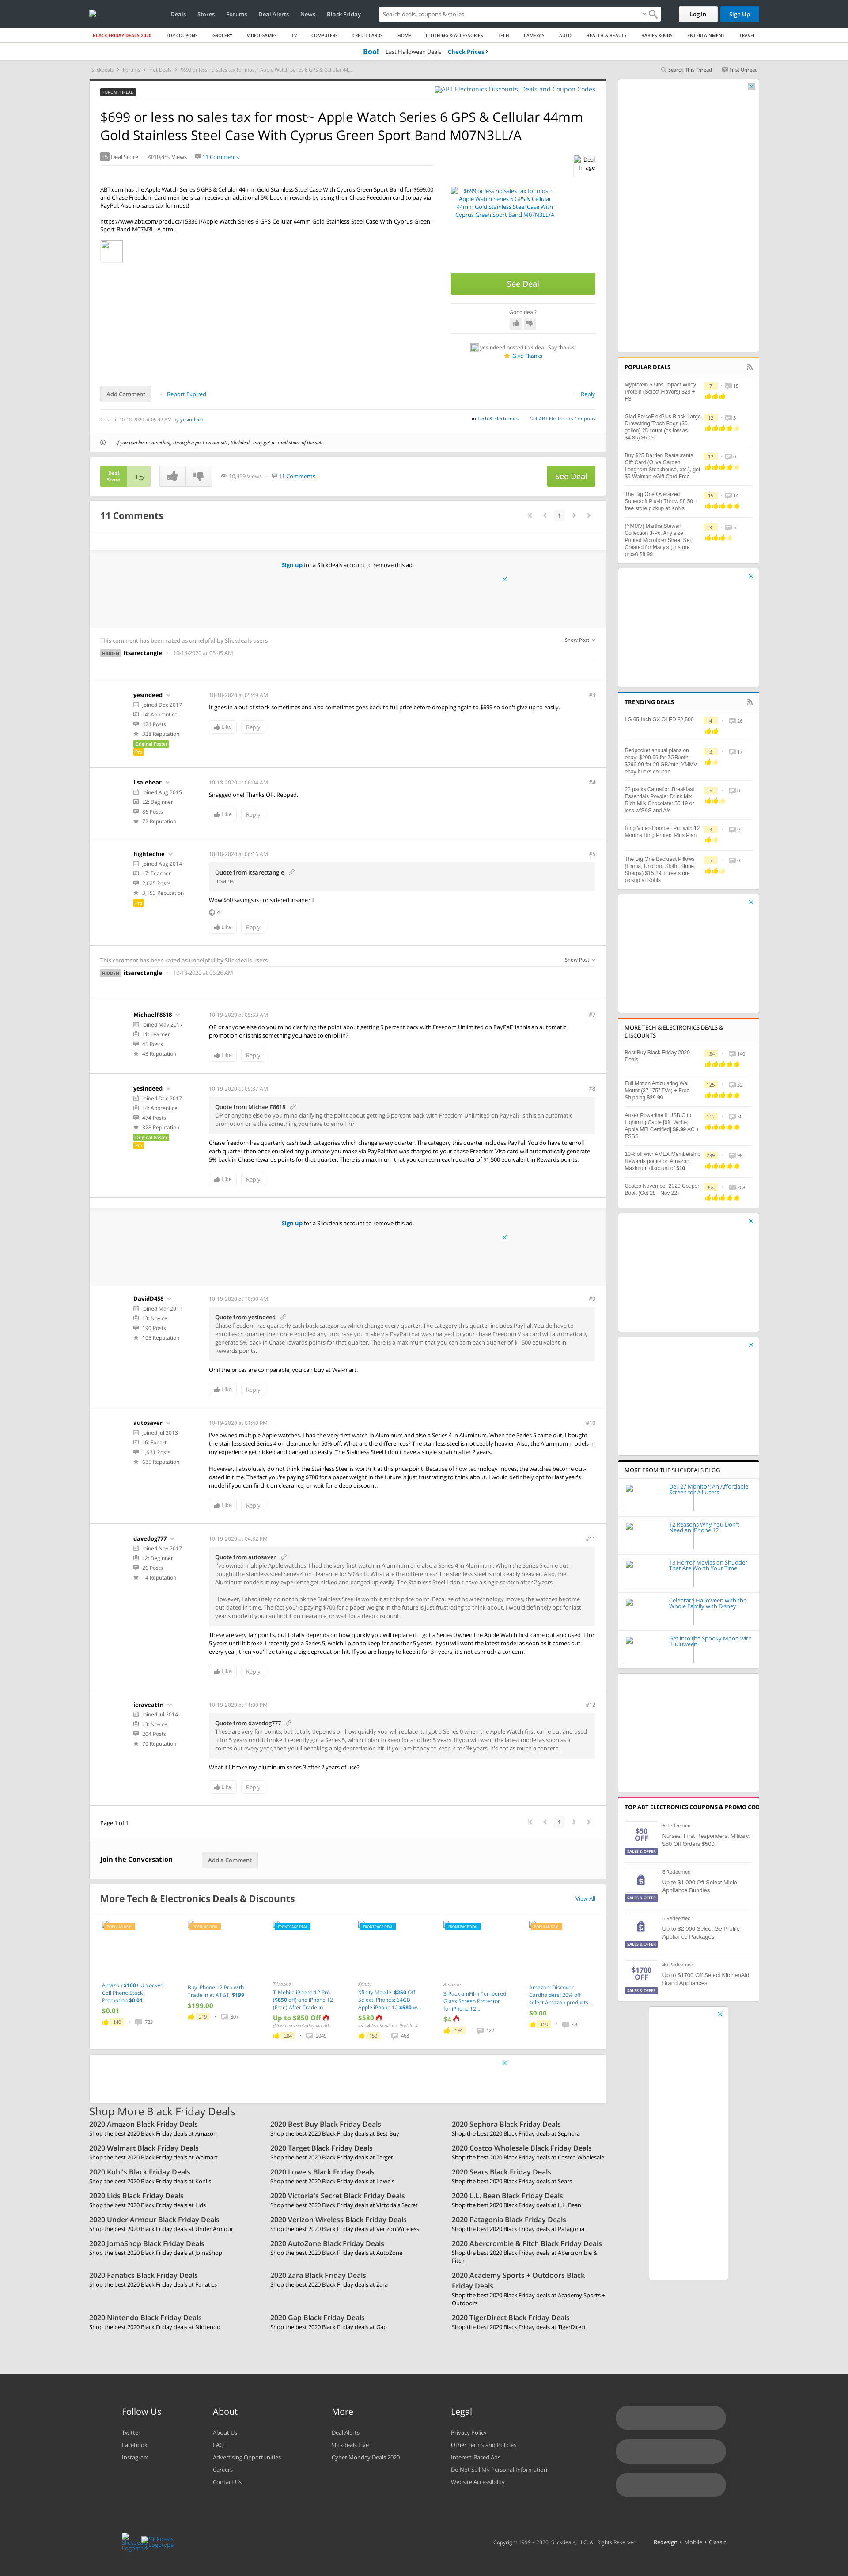 Deals Stores Forums Deal Alerts News Black Friday
Search deals, coupons & stores
Log In Sign Up
BLACK FRIDAY DEALS 2020 TOP COUPONS GROCERY VIDEO GAMES TV COMPUTERS CREDIT CARDS HOME CLOTHING & ACCESSORIES TECH CAMERAS AUTO HEALTH & BEAUTY BABIES & KIDS ENTERTAINMENT TRAVEL
Boo! Last Halloween Deals Check Prices
Slickdeals > Forums > Hot Deals > $699 or less no sales tax for most~ Apple Watch Series 6 GPS & Cellular 44...
Search This Thread First Unread
FORUM THREAD
ABT Electronics Discounts, Deals and Coupon Codes
$699 or less no sales tax for most~ Apple Watch Series 6 GPS & Cellular 44mm
Gold Stainless Steel Case With Cyprus Green Sport Band M07N3LL/A
+5 Deal Score 10,459 Views 11 Comments
Deal
Image
ABT.com has the Apple Watch Series 6 GPS & Cellular 44mm Gold Stainless Steel Case With Cyprus Green Sport Band for $699.00
and Chase Freedom Card members can receive an additional 5% back in rewards by using their Chase Feeedom card to pay via
PayPal. Also no sales tax for most!
https://www.abt.com/product/153361/Apple-Watch-Series-6-GPS-Cellular-44mm-Gold-Stainless-Steel-Case-With-Cyprus-Green-
Sport-Band-M07N3LLA.html
$699 or less no sales tax for most~
Apple Watch Series 6 GPS & Cellular
44mm Gold Stainless Steel Case With
Cyprus Green Sport Band M07N3LL/A
See Deal
Good deal?
yesindeed posted this deal. Say thanks!
Give Thanks
Add Comment Report Expired Reply
Created 10-18-2020 at 05:42 AM by yesindeed
in Tech & Electronics Get ABT Electronics Coupons
If you purchase something through a post on our site, Slickdeals may get a small share of the sale.
Deal
Score
+5
10,459 Views 11 Comments
See Deal
11 Comments
1
Sign up for a Slickdeals account to remove this ad.
This comment has been rated as unhelpful by Slickdeals users
Show Post
HIDDEN itsarectangle 10-18-2020 at 05:45 AM
yesindeed
Joined Dec 2017
L4: Apprentice
474 Posts
328 Reputation
Original Poster
Pro
10-18-2020 at 05:49 AM #3
It goes in a out of stock sometimes and also sometimes goes back to full price before dropping again to $699 so don't give up to easily.
Like Reply
lisalebear
Joined Aug 2015
L2: Beginner
86 Posts
72 Reputation
10-18-2020 at 06:04 AM #4
Snagged one! Thanks OP. Repped.
Like Reply
hightechie
Joined Aug 2014
L7: Teacher
2,025 Posts
3,153 Reputation
Pro
10-18-2020 at 06:16 AM #5
Quote from itsarectangle
Insane.
Wow $50 savings is considered insane?
4
Like Reply
This comment has been rated as unhelpful by Slickdeals users
Show Post
HIDDEN itsarectangle 10-18-2020 at 06:26 AM
MichaelF8618
Joined May 2017
L1: Learner
45 Posts
43 Reputation
10-19-2020 at 05:53 AM #7
OP or anyone else do you mind clarifying the point about getting 5 percent back with Freedom Unlimited on PayPal? is this an automatic
promotion or is this something you have to enroll in?
Like Reply
yesindeed
Joined Dec 2017
L4: Apprentice
474 Posts
328 Reputation
Original Poster
Pro
10-19-2020 at 09:37 AM #8
Quote from MichaelF8618
OP or anyone else do you mind clarifying the point about getting 5 percent back with Freedom Unlimited on PayPal? is this an automatic
promotion or is this something you have to enroll in?
Chase freedom has quarterly cash back categories which change every quarter. The category this quarter includes PayPal. You do have to enroll
each quarter then once enrolled any purchase you make via PayPal that was charged to your chase Freedom Visa card will automatically generate
5% back in Chase rewards points for that quarter. There is a maximum that you can earn each quarter of $1,500 equivalent in Rewards points.
Like Reply
Sign up for a Slickdeals account to remove this ad.
DavidD458
Joined Mar 2011
L3: Novice
190 Posts
105 Reputation
10-19-2020 at 10:00 AM #9
Quote from yesindeed
Chase freedom has quarterly cash back categories which change every quarter. The category this quarter includes PayPal. You do have to
enroll each quarter then once enrolled any purchase you make via PayPal that was charged to your chase Freedom Visa card will automatically
generate 5% back in Chase rewards points for that quarter. There is a maximum that you can earn each quarter of $1,500 equivalent in
Rewards points.
Or if the prices are comparable, you can buy at Wal-mart.
Like Reply
autosaver
Joined Jul 2013
L6: Expert
1,931 Posts
635 Reputation
10-19-2020 at 01:40 PM #10
I've owned multiple Apple watches. I had the very first watch in Aluminum and also a Series 4 in Aluminum. When the Series 5 came out, I bought
the stainless steel Series 4 on clearance for 50% off. What are the differences? The stainless steel is noticeably heavier. Also, the Aluminum models in
my experience get nicked and banged up easily. The Stainless Steel I don't have a single scratch after 2 years.
However, I absolutely do not think the Stainless Steel is worth it at this price point. Because of how technology moves, the watches become out-
dated in time. The fact you're paying $700 for a paper weight in the future is just frustrating to think about. I would definitely opt for last year's
model if you can find it on clearance, or wait for a deep discount.
Like Reply
davedog777
Joined Nov 2017
L2: Beginner
26 Posts
14 Reputation
10-19-2020 at 04:32 PM #11
Quote from autosaver
I've owned multiple Apple watches. I had the very first watch in Aluminum and also a Series 4 in Aluminum. When the Series 5 came out, I
bought the stainless steel Series 4 on clearance for 50% off. What are the differences? The stainless steel is noticeably heavier. Also, the
Aluminum models in my experience get nicked and banged up easily. The Stainless Steel I don't have a single scratch after 2 years.
However, I absolutely do not think the Stainless Steel is worth it at this price point. Because of how technology moves, the watches become
out-dated in time. The fact you're paying $700 for a paper weight in the future is just frustrating to think about. I would definitely opt for last
year's model if you can find it on clearance, or wait for a deep discount.
These are very fair points, but totally depends on how quickly you will replace it. I got a Series 0 when the Apple Watch first came out and used it for
5 years until it broke. I recently got a Series 5, which I plan to keep for another 5 years. If you will want the latest model as soon as it comes out
every year, then you'll be taking a big depreciation hit. If you are happy to keep it for 3+ years, it's not as much a concern.
Like Reply
icraveattn
Joined Jul 2014
L3: Novice
204 Posts
70 Reputation
10-19-2020 at 11:00 PM #12
Quote from davedog777
These are very fair points, but totally depends on how quickly you will replace it. I got a Series 0 when the Apple Watch first came out and used
it for 5 years until it broke. I recently got a Series 5, which I plan to keep for another 5 years. If you will want the latest model as soon as it
comes out every year, then you'll be taking a big depreciation hit. If you are happy to keep it for 3+ years, it's not as much a concern.
What if I broke my aluminum series 3 after 2 years of use?
Like Reply
Page 1 of 1
1
Join the Conversation Add a Comment
More Tech & Electronics Deals & Discounts View All
POPULAR DEAL
Amazon $100+ Unlocked
Cell Phone Stack
Promotion $0.01
$0.01
140 723
POPULAR DEAL
Buy iPhone 12 Pro with
Trade in at AT&T, $199
$199.00
219 807
FRONTPAGE DEAL
T-Mobile
T-Mobile iPhone 12 Pro
($850 off) and iPhone 12
(Free) After Trade In
Up to $850 Off
284 2049
FRONTPAGE DEAL
Xfinity
Xfinity Mobile: $250 Off
Select iPhones: 64GB
Apple iPhone 12 $580 w...
$580
w/ 24-Mo Service + Port-In &
150 468
FRONTPAGE DEAL
Amazon
3-Pack amFilm Tempered
Glass Screen Protector
for iPhone 12...
$4
194 122
POPULAR DEAL
Amazon: Discover
Cardholders: 20% off
select Amazon products...
$0.00
150 43
Shop More Black Friday Deals
2020 Amazon Black Friday Deals
Shop the best 2020 Black Friday deals at Amazon
2020 Best Buy Black Friday Deals
Shop the best 2020 Black Friday deals at Best Buy
2020 Sephora Black Friday Deals
Shop the best 2020 Black Friday deals at Sephora
2020 Walmart Black Friday Deals
Shop the best 2020 Black Friday deals at Walmart
2020 Target Black Friday Deals
Shop the best 2020 Black Friday deals at Target
2020 Costco Wholesale Black Friday Deals
Shop the best 2020 Black Friday deals at Costco Wholesale
2020 Kohl's Black Friday Deals
Shop the best 2020 Black Friday deals at Kohl's
2020 Lowe's Black Friday Deals
Shop the best 2020 Black Friday deals at Lowe's
2020 Sears Black Friday Deals
Shop the best 2020 Black Friday deals at Sears
2020 Lids Black Friday Deals
Shop the best 2020 Black Friday deals at Lids
2020 Victoria's Secret Black Friday Deals
Shop the best 2020 Black Friday deals at Victoria's Secret
2020 L.L. Bean Black Friday Deals
Shop the best 2020 Black Friday deals at L.L. Bean
2020 Under Armour Black Friday Deals
Shop the best 2020 Black Friday deals at Under Armour
2020 Verizon Wireless Black Friday Deals
Shop the best 2020 Black Friday deals at Verizon Wireless
2020 Patagonia Black Friday Deals
Shop the best 2020 Black Friday deals at Patagonia
2020 JomaShop Black Friday Deals
Shop the best 2020 Black Friday deals at JomaShop
2020 AutoZone Black Friday Deals
Shop the best 2020 Black Friday deals at AutoZone
2020 Abercrombie & Fitch Black Friday Deals
Shop the best 2020 Black Friday deals at Abercrombie &
Fitch
2020 Fanatics Black Friday Deals
Shop the best 2020 Black Friday deals at Fanatics
2020 Zara Black Friday Deals
Shop the best 2020 Black Friday deals at Zara
2020 Academy Sports + Outdoors Black
Friday Deals
Shop the best 2020 Black Friday deals at Academy Sports +
Outdoors
2020 Nintendo Black Friday Deals
Shop the best 2020 Black Friday deals at Nintendo
2020 Gap Black Friday Deals
Shop the best 2020 Black Friday deals at Gap
2020 TigerDirect Black Friday Deals
Shop the best 2020 Black Friday deals at TigerDirect
POPULAR DEALS
Myprotein 5.5lbs Impact Whey
Protein (Select Flavors) $28 +
FS
7 15
Glad ForceFlexPlus Black Large
Drawstring Trash Bags (30-
gallon) 25 count (as low as
$4.85) $6.06
12 3
Buy $25 Darden Restaurants
Gift Card (Olive Garden,
Longhorn Steakhouse, etc.), get
$5 Walmart eGift Card Free
12 0
The Big One Oversized
Supersoft Plush Throw $8.50 +
free store pickup at Kohls
15 14
(YMMV) Martha Stewart
Collection 3-Pc. Any size ,
Printed Microfiber Sheet Set,
Created for Macy's (in store
price) $8.99
9 5
TRENDING DEALS
LG 65-Inch GX OLED $2,500
4 26
Redpocket annual plans on
ebay; $209.99 for 7GB/mth,
$299.99 for 20 GB/mth; YMMV
ebay bucks coupon
3 17
22 packs Carnation Breakfast
Essentials Powder Drink Mix,
Rich Milk Chocolate: $5.19 or
less w/S&S and A/c
5 0
Ring Video Doorbell Pro with 12
Months Ring Protect Plus Plan
3 9
The Big One Backrest Pillows
(Llama, Unicorn, Sloth, Stripe,
Sherpa) $15.29 + free store
pickup at Kohls
5 0
MORE TECH & ELECTRONICS DEALS &
DISCOUNTS
Best Buy Black Friday 2020
Deals
134 140
Full Motion Articulating Wall
Mount (37"-75" TVs) + Free
Shipping $29.99
125 32
Anker Powerline II USB C to
Lightning Cable [6ft, White,
Apple MFi Certified] $9.99 AC +
FSSS
112 50
10% off with AMEX Membership
Rewards points on Amazon.
Maximum discount of $10
299 98
Costco November 2020 Coupon
Book (Oct 28 - Nov 22)
304 208
MORE FROM THE SLICKDEALS BLOG
Dell 27 Monitor: An Affordable
Screen for All Users
12 Reasons Why You Don't
Need an iPhone 12
13 Horror Movies on Shudder
That Are Worth Your Time
Celebrate Halloween with the
Whole Family with Disney+
Get into the Spooky Mood with
'Huluween'
TOP ABT ELECTRONICS COUPONS & PROMO COD
$50
OFF
SALES & OFFER
6 Redeemed
Nurses, First Responders, Military:
$50 Off Orders $500+
SALES & OFFER
6 Redeemed
Up to $1,000 Off Select Miele
Appliance Bundles
SALES & OFFER
6 Redeemed
Up to $2,000 Select Ge Profile
Appliance Packages
$1700
OFF
SALES & OFFER
40 Redeemed
Up to $1700 Off Select KitchenAid
Brand Appliances
Follow Us
Twitter
Facebook
Instagram
About
About Us
FAQ
Advertising Opportunities
Careers
Contact Us
More
Deal Alerts
Slickdeals Live
Cyber Monday Deals 2020
Legal
Privacy Policy
Other Terms and Policies
Interest-Based Ads
Do Not Sell My Personal Information
Website Accessibility
Copyright 1999 – 2020. Slickdeals, LLC. All Rights Reserved. Redesign • Mobile • Classic